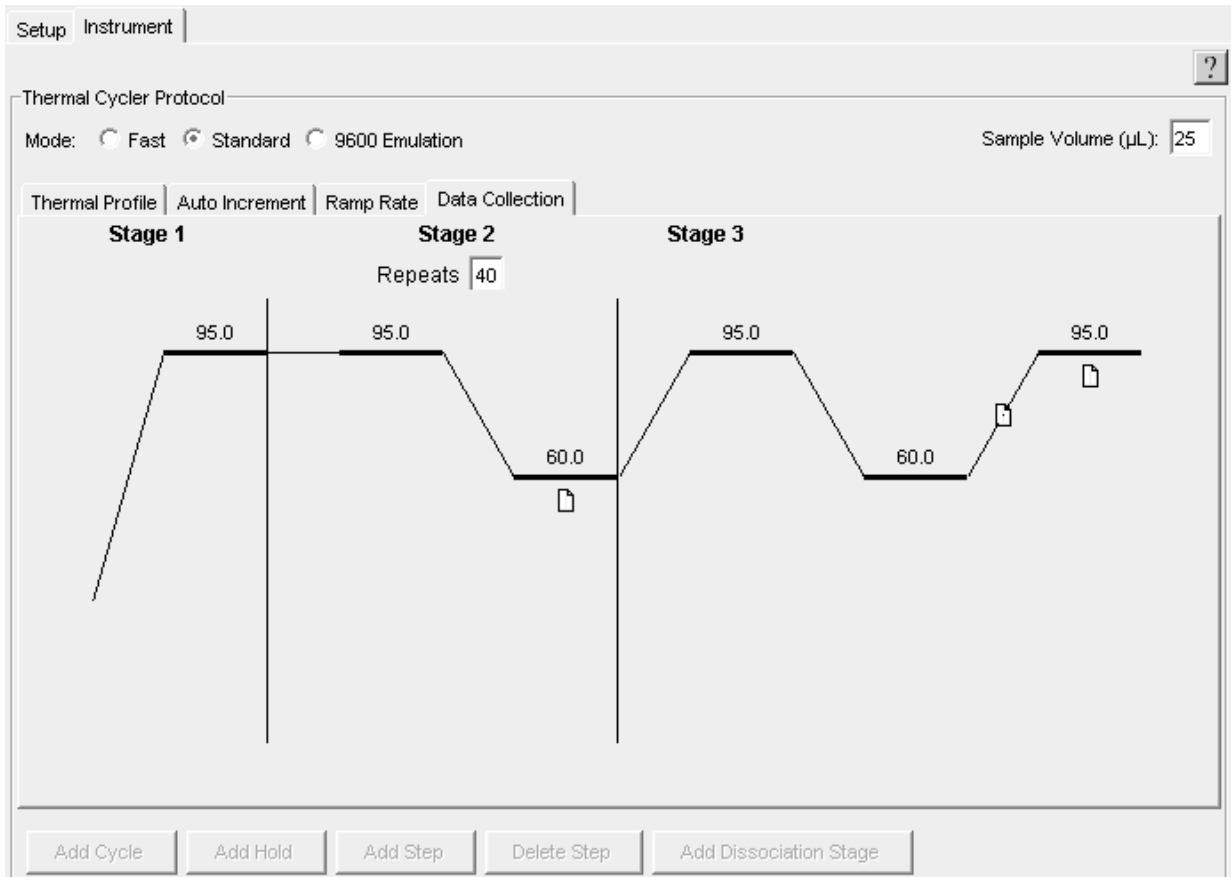 Setup Instrument
?
Thermal Cycler Protocol
Mode: Fast Standard 9600 Emulation Sample Volume (µL): 25
Thermal Profile Auto Increment Ramp Rate Data Collection
Stage 1 Stage 2 Stage 3
Repeats 40
95.0 95.0 95.0 95.0
60.0 60.0
Add Cycle Add Hold Add Step Delete Step Add Dissociation Stage